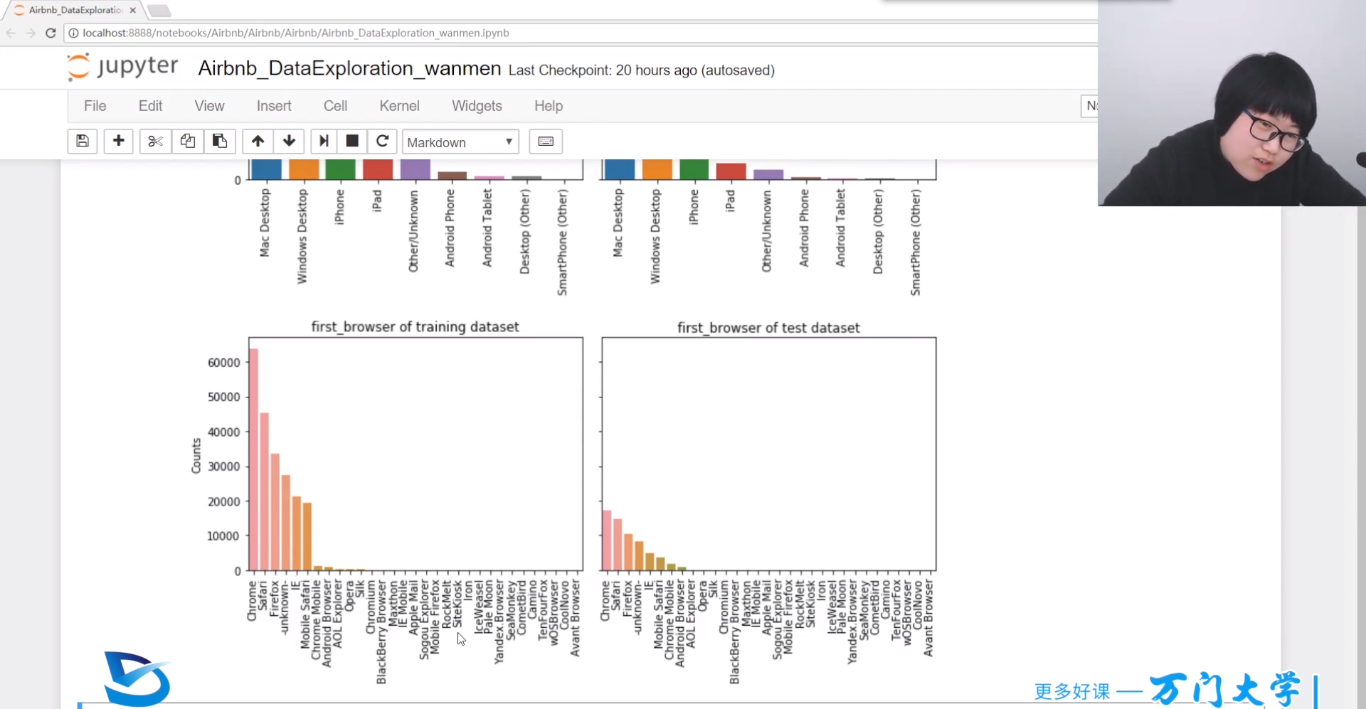 Airbnb_DataExploratio
localhost:8888/notebooks/Airbnb/Airbnb/Airbnb/Airbnb_DataExploration_wanmen.ipynb
jupyter Airbnb_DataExploration_wanmen Last Checkpoint: 20 hours ago (autosaved)
File Edit View Insert Cell Kernel Widgets Help
Markdown
0
Mac Desktop
Windows Desktop
iPhone
iPad
Other/Unknown
Android Phone
Android Tablet
Desktop (Other)
SmartPhone (Other)
Mac Desktop
Windows Desktop
iPhone
iPad
Other/Unknown
Android Phone
Android Tablet
Desktop (Other)
SmartPhone (Other)
first_browser of training dataset
Counts
60000
50000
40000
30000
20000
10000
0
Chrome
Safari
Firefox
-unknown-
IE
Mobile Safari
Chrome Mobile
Android Browser
AOL Explorer
Opera
Silk
Chromium
BlackBerry Browser
Maxthon
IE Mobile
Apple Mail
Sogou Explorer
Mobile Firefox
RockMelt
SiteKiosk
Iron
IceWeasel
Pale Moon
Yandex.Browser
SeaMonkey
CometBird
Camino
TenFourFox
wOSBrowser
CoolNovo
Avant Browser
first_browser of test dataset
Chrome
Safari
Firefox
-unknown-
IE
Mobile Safari
Chrome Mobile
Android Browser
AOL Explorer
Opera
Silk
Chromium
BlackBerry Browser
Maxthon
IE Mobile
Apple Mail
Sogou Explorer
Mobile Firefox
RockMelt
SiteKiosk
Iron
IceWeasel
Pale Moon
Yandex.Browser
SeaMonkey
CometBird
Camino
TenFourFox
wOSBrowser
CoolNovo
Avant Browser
更多好课 — 万门大学